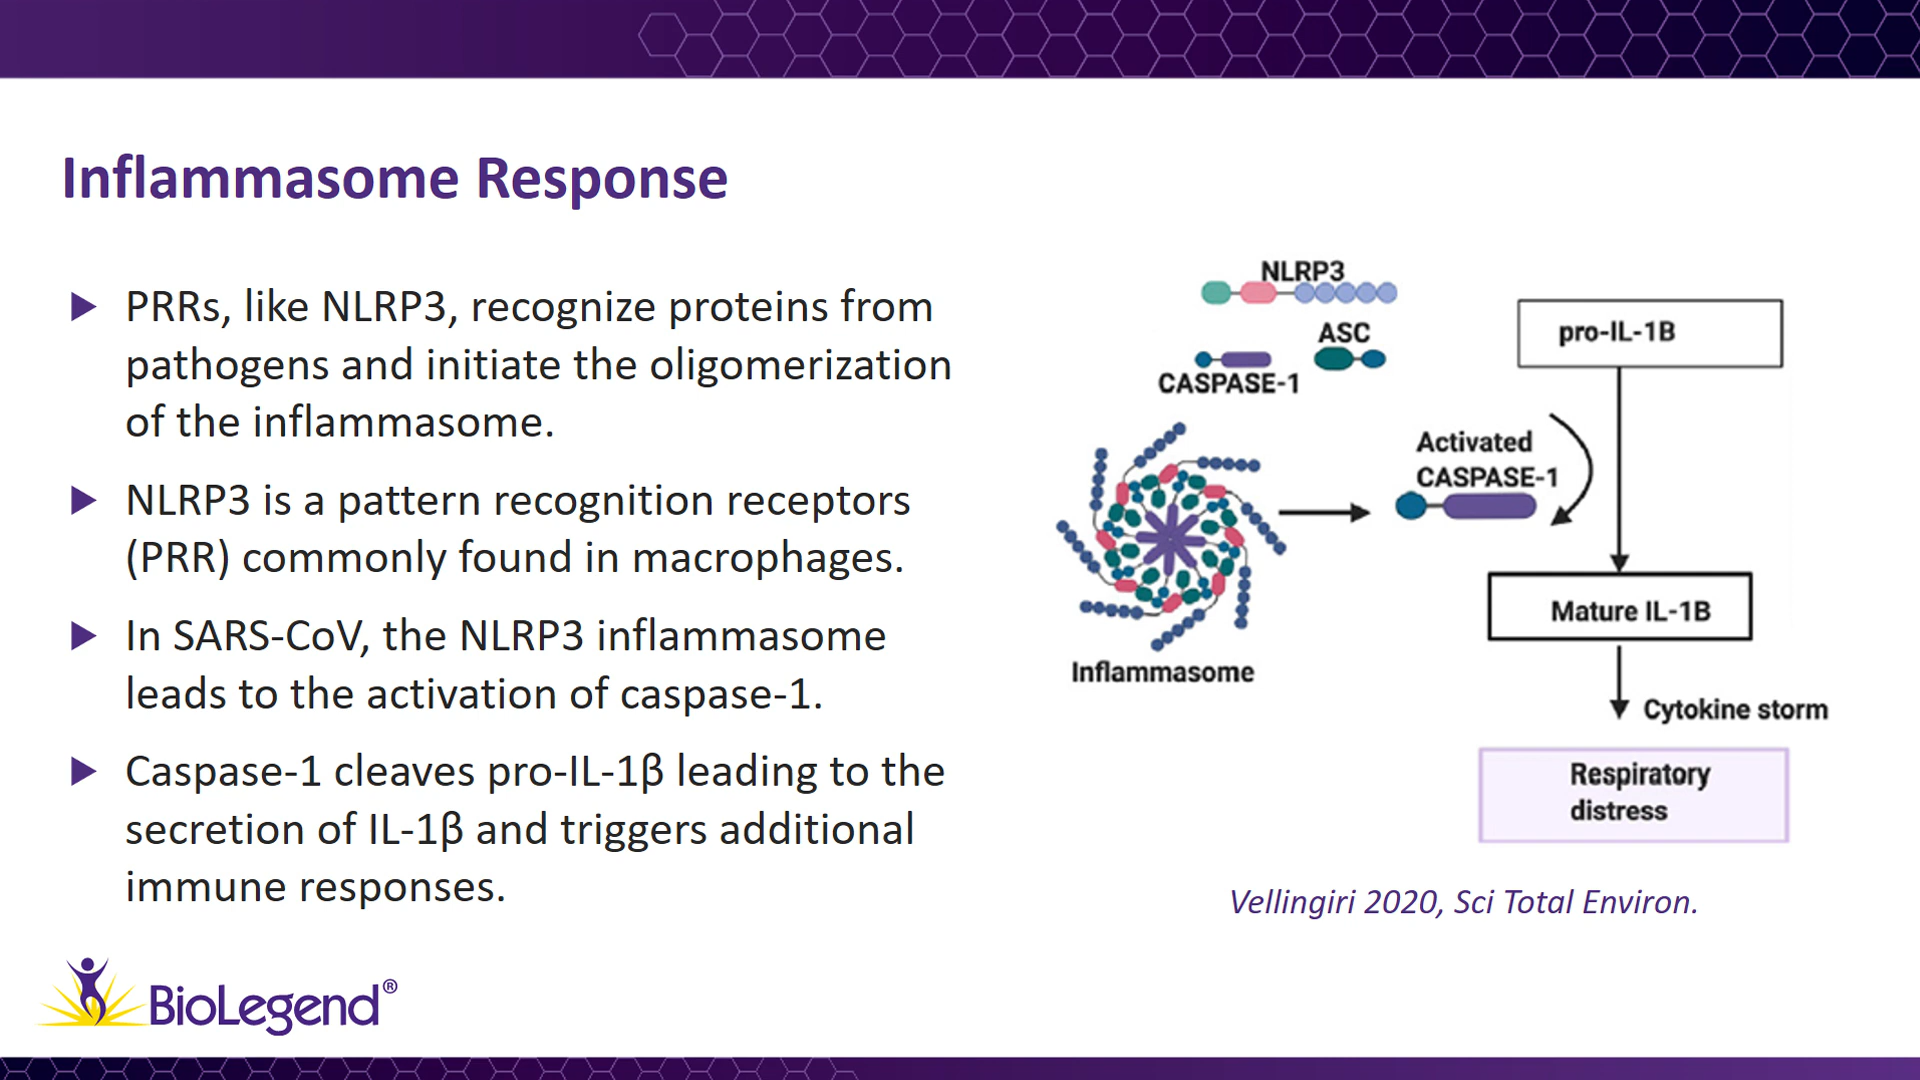 Inflammasome Response
PRRs, like NLRP3, recognize proteins from
pathogens and initiate the oligomerization
of the inflammasome.
NLRP3 is a pattern recognition receptors
(PRR) commonly found in macrophages.
In SARS-CoV, the NLRP3 inflammasome
leads to the activation of caspase-1.
Caspase-1 cleaves pro-IL-1β leading to the
secretion of IL-1β and triggers additional
immune responses.
NLRP3
ASC
CASPASE-1
Inflammasome
Activated
CASPASE-1
pro-IL-1B
Mature IL-1B
Cytokine storm
Respiratory
distress
Vellingiri 2020, Sci Total Environ.
BioLegend®